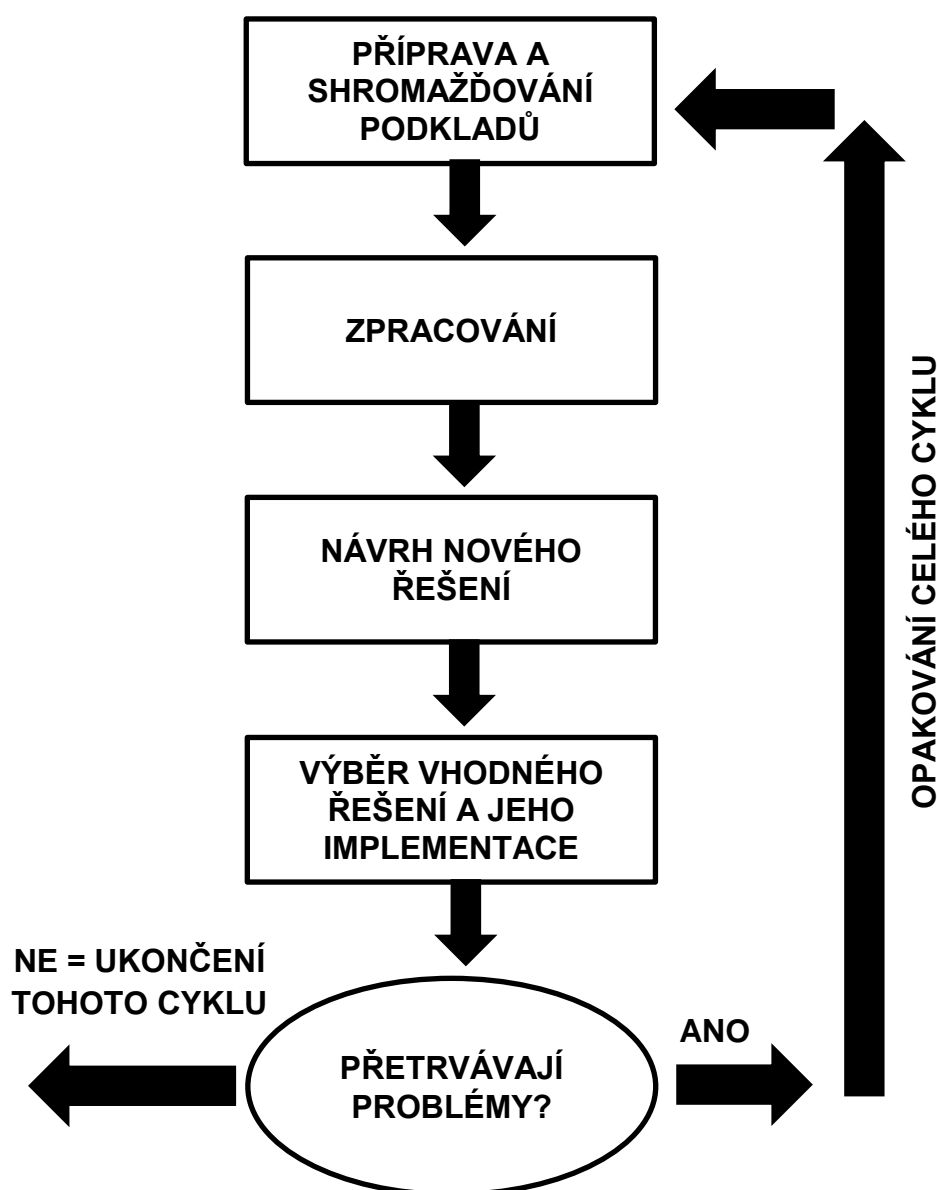 PŘÍPRAVA A
SHROMAŽĎOVÁNÍ
PODKLADŮ
ZPRACOVÁNÍ
NÁVRH NOVÉHO
ŘEŠENÍ
VÝBĚR VHODNÉHO
ŘEŠENÍ A JEHO
IMPLEMENTACE
NE = UKONČENÍ
TOHOTO CYKLU
PŘETRVÁVAJÍ
PROBLÉMY?
ANO
OPAKOVÁNÍ CELÉHO CYKLU